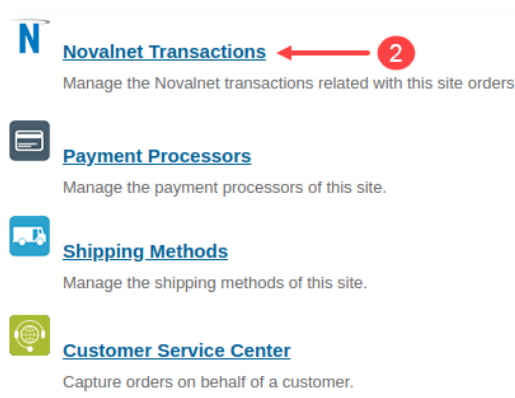 N
Novalnet Transactions
2
Manage the Novalnet transactions related with this site orders
Payment Processors
Manage the payment processors of this site.
Shipping Methods
Manage the shipping methods of this site.
Customer Service Center
Capture orders on behalf of a customer.